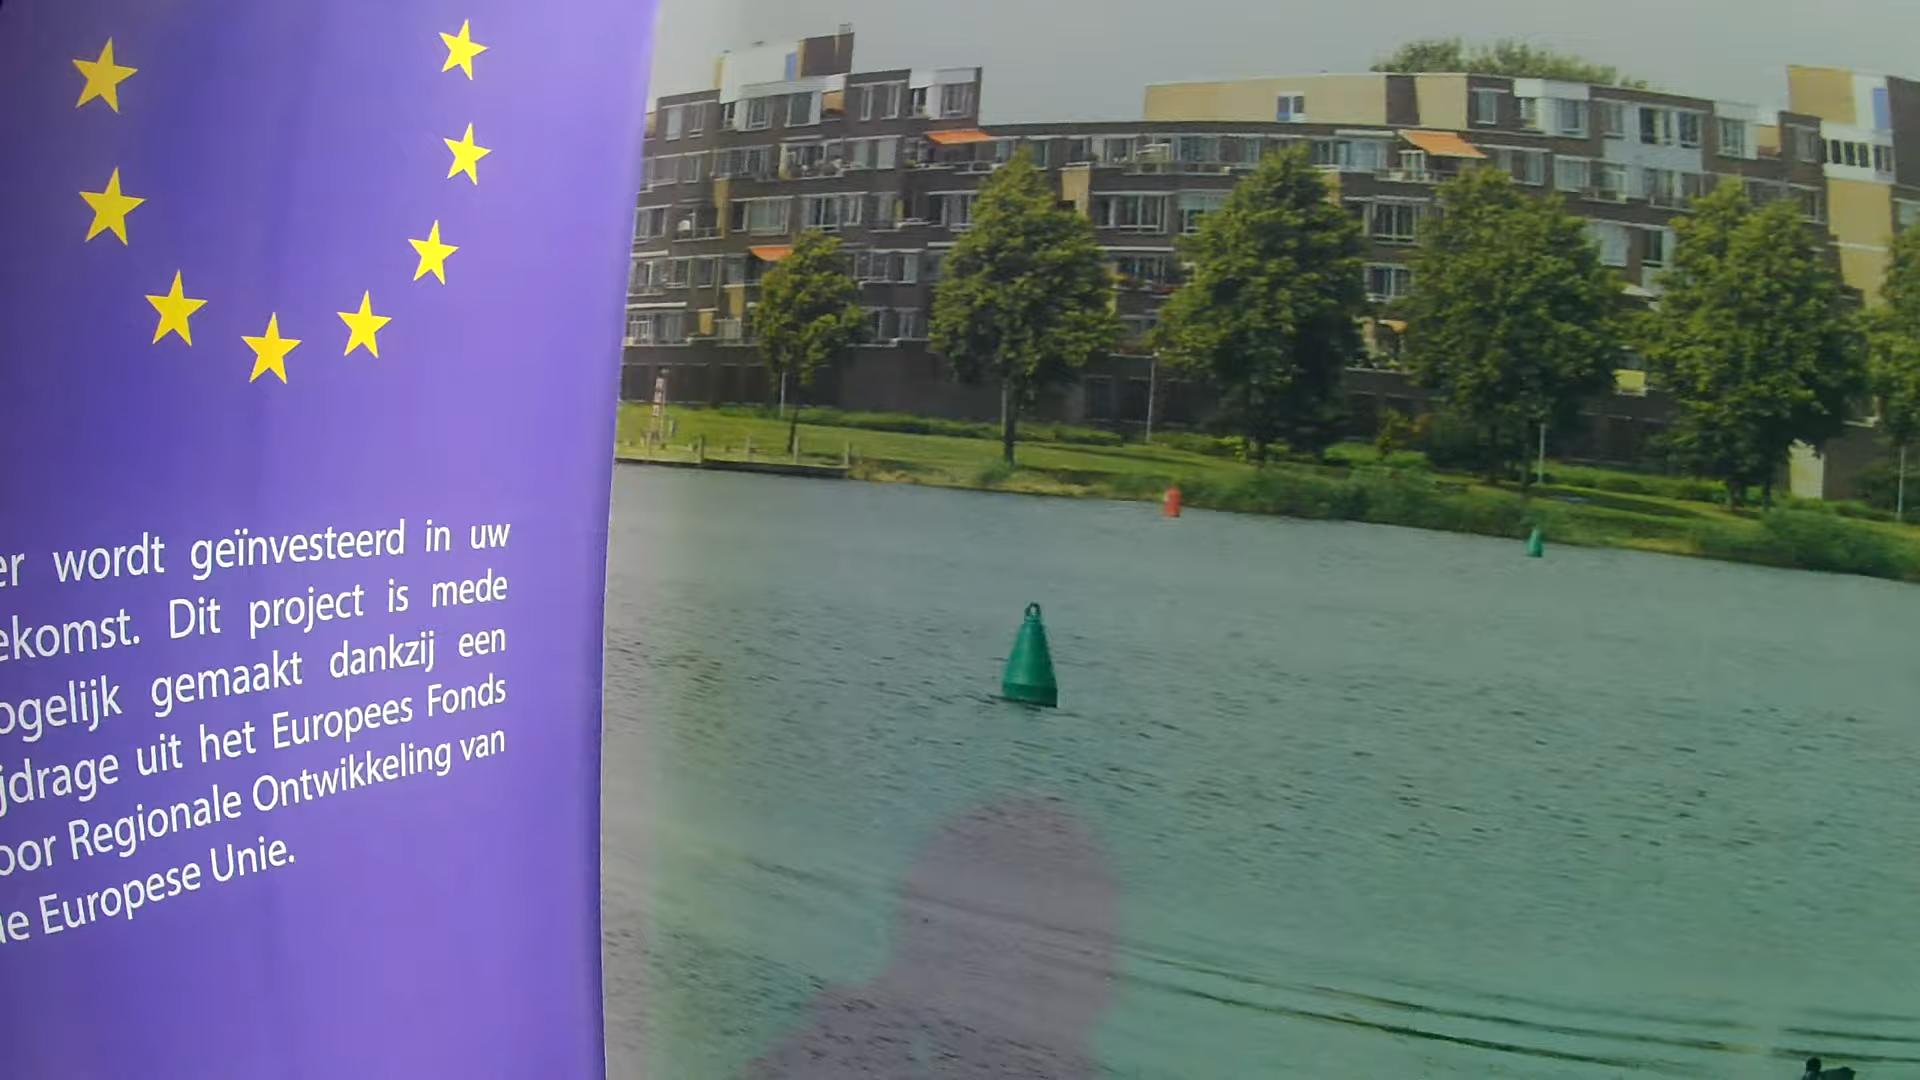 er wordt geïnvesteerd in uw
ekomst. Dit project is mede
ogelijk gemaakt dankzij een
jdrage uit het Europees Fonds
oor Regionale Ontwikkeling van
de Europese Unie.